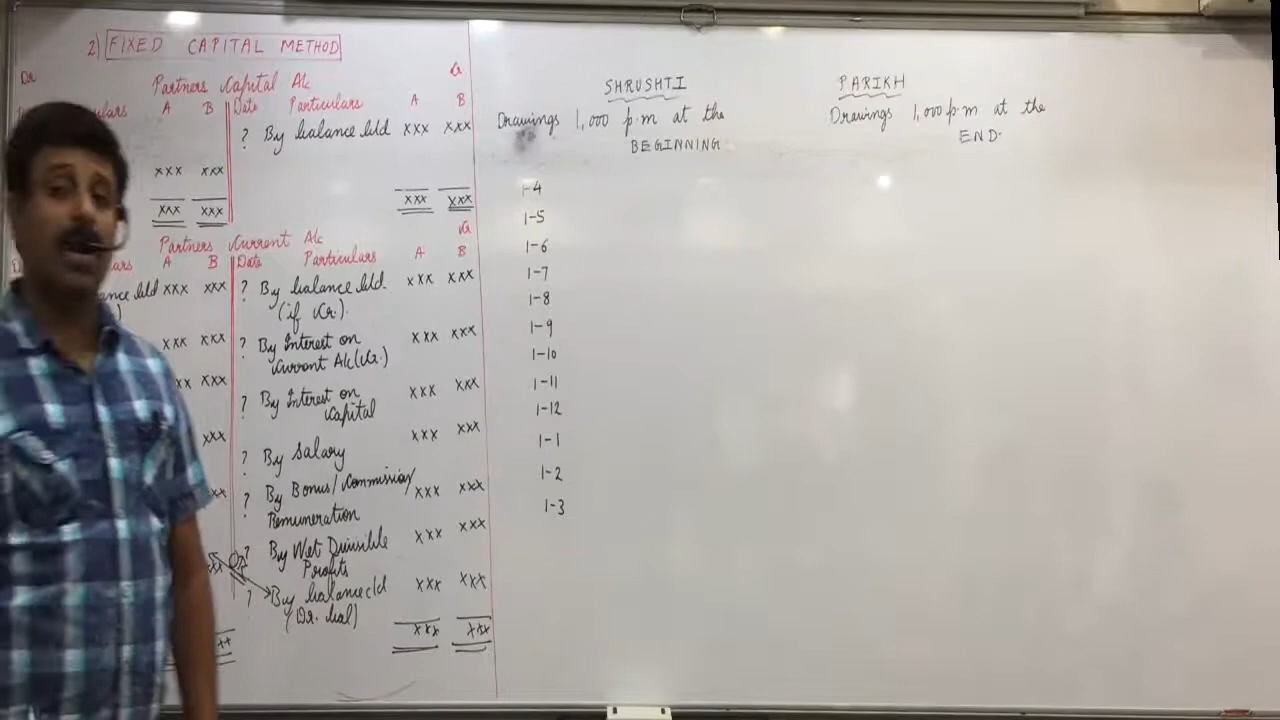 2) FIXED CAPITAL METHOD
Dr Partners Capital A/c Cr
A B Date Particulars A B
? By balance b/d xxx xxx
xxx xxx
xxx xxx xxx xxx
Partners Current A/c Cr
A B Date Particulars A B
xxx xxx ? By balance b/d xxx xxx
(if Cr.)
xxx xxx ? By Interest on xxx xxx
Current A/c (Cr.)
xx xxx ? By Interest on xxx xxx
Capital
xxx ? By Salary xxx xxx
? By Bonus/Commission/ xxx xxx
Remuneration
? By Net Divisible xxx xxx
Profits
? By balance c/d xxx xxx
(Dr. bal)
xxx xxx
SHRUSHTI
Drawings 1,000 p.m at the
BEGINNING
1-4
1-5
1-6
1-7
1-8
1-9
1-10
1-11
1-12
1-1
1-2
1-3
PARIKH
Drawings 1,000 p.m at the
END.